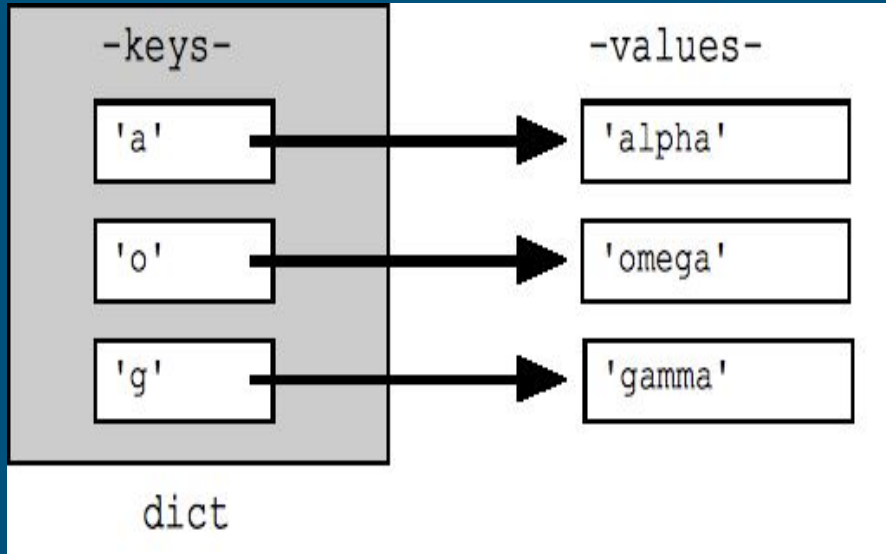 -keys- -values-
'a' 'alpha'
'o' 'omega'
'g' 'gamma'
dict